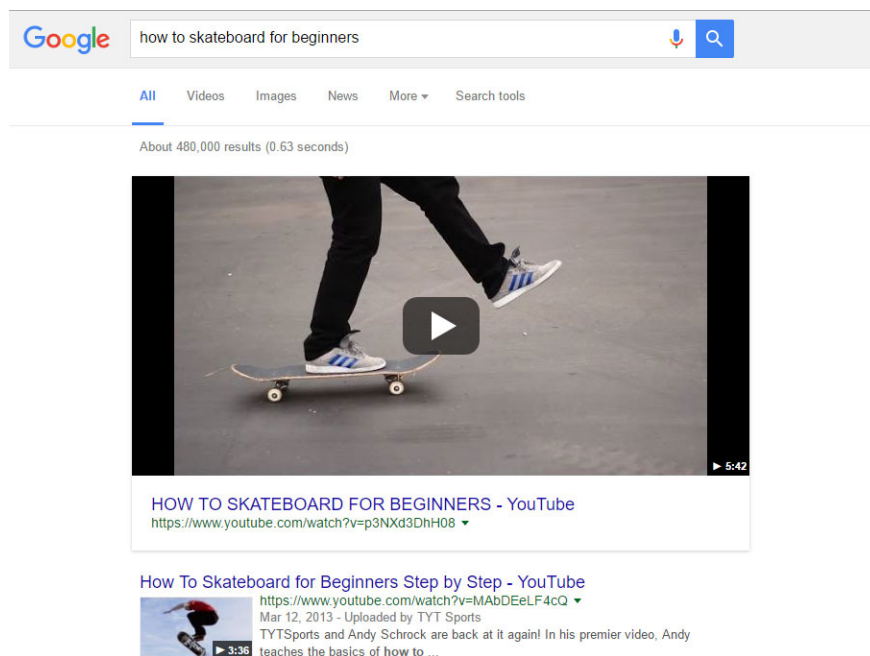 Google how to skateboard for beginners
All Videos Images News More Search tools
About 480,000 results (0.63 seconds)
5:42
HOW TO SKATEBOARD FOR BEGINNERS - YouTube
https://www.youtube.com/watch?v=p3NXd3DhH08
How To Skateboard for Beginners Step by Step - YouTube
https://www.youtube.com/watch?v=MAbDEeLF4cQ
Mar 12, 2013 - Uploaded by TYT Sports
TYTSports and Andy Schrock are back at it again! In his premier video, Andy
3:36 teaches the basics of how to ...